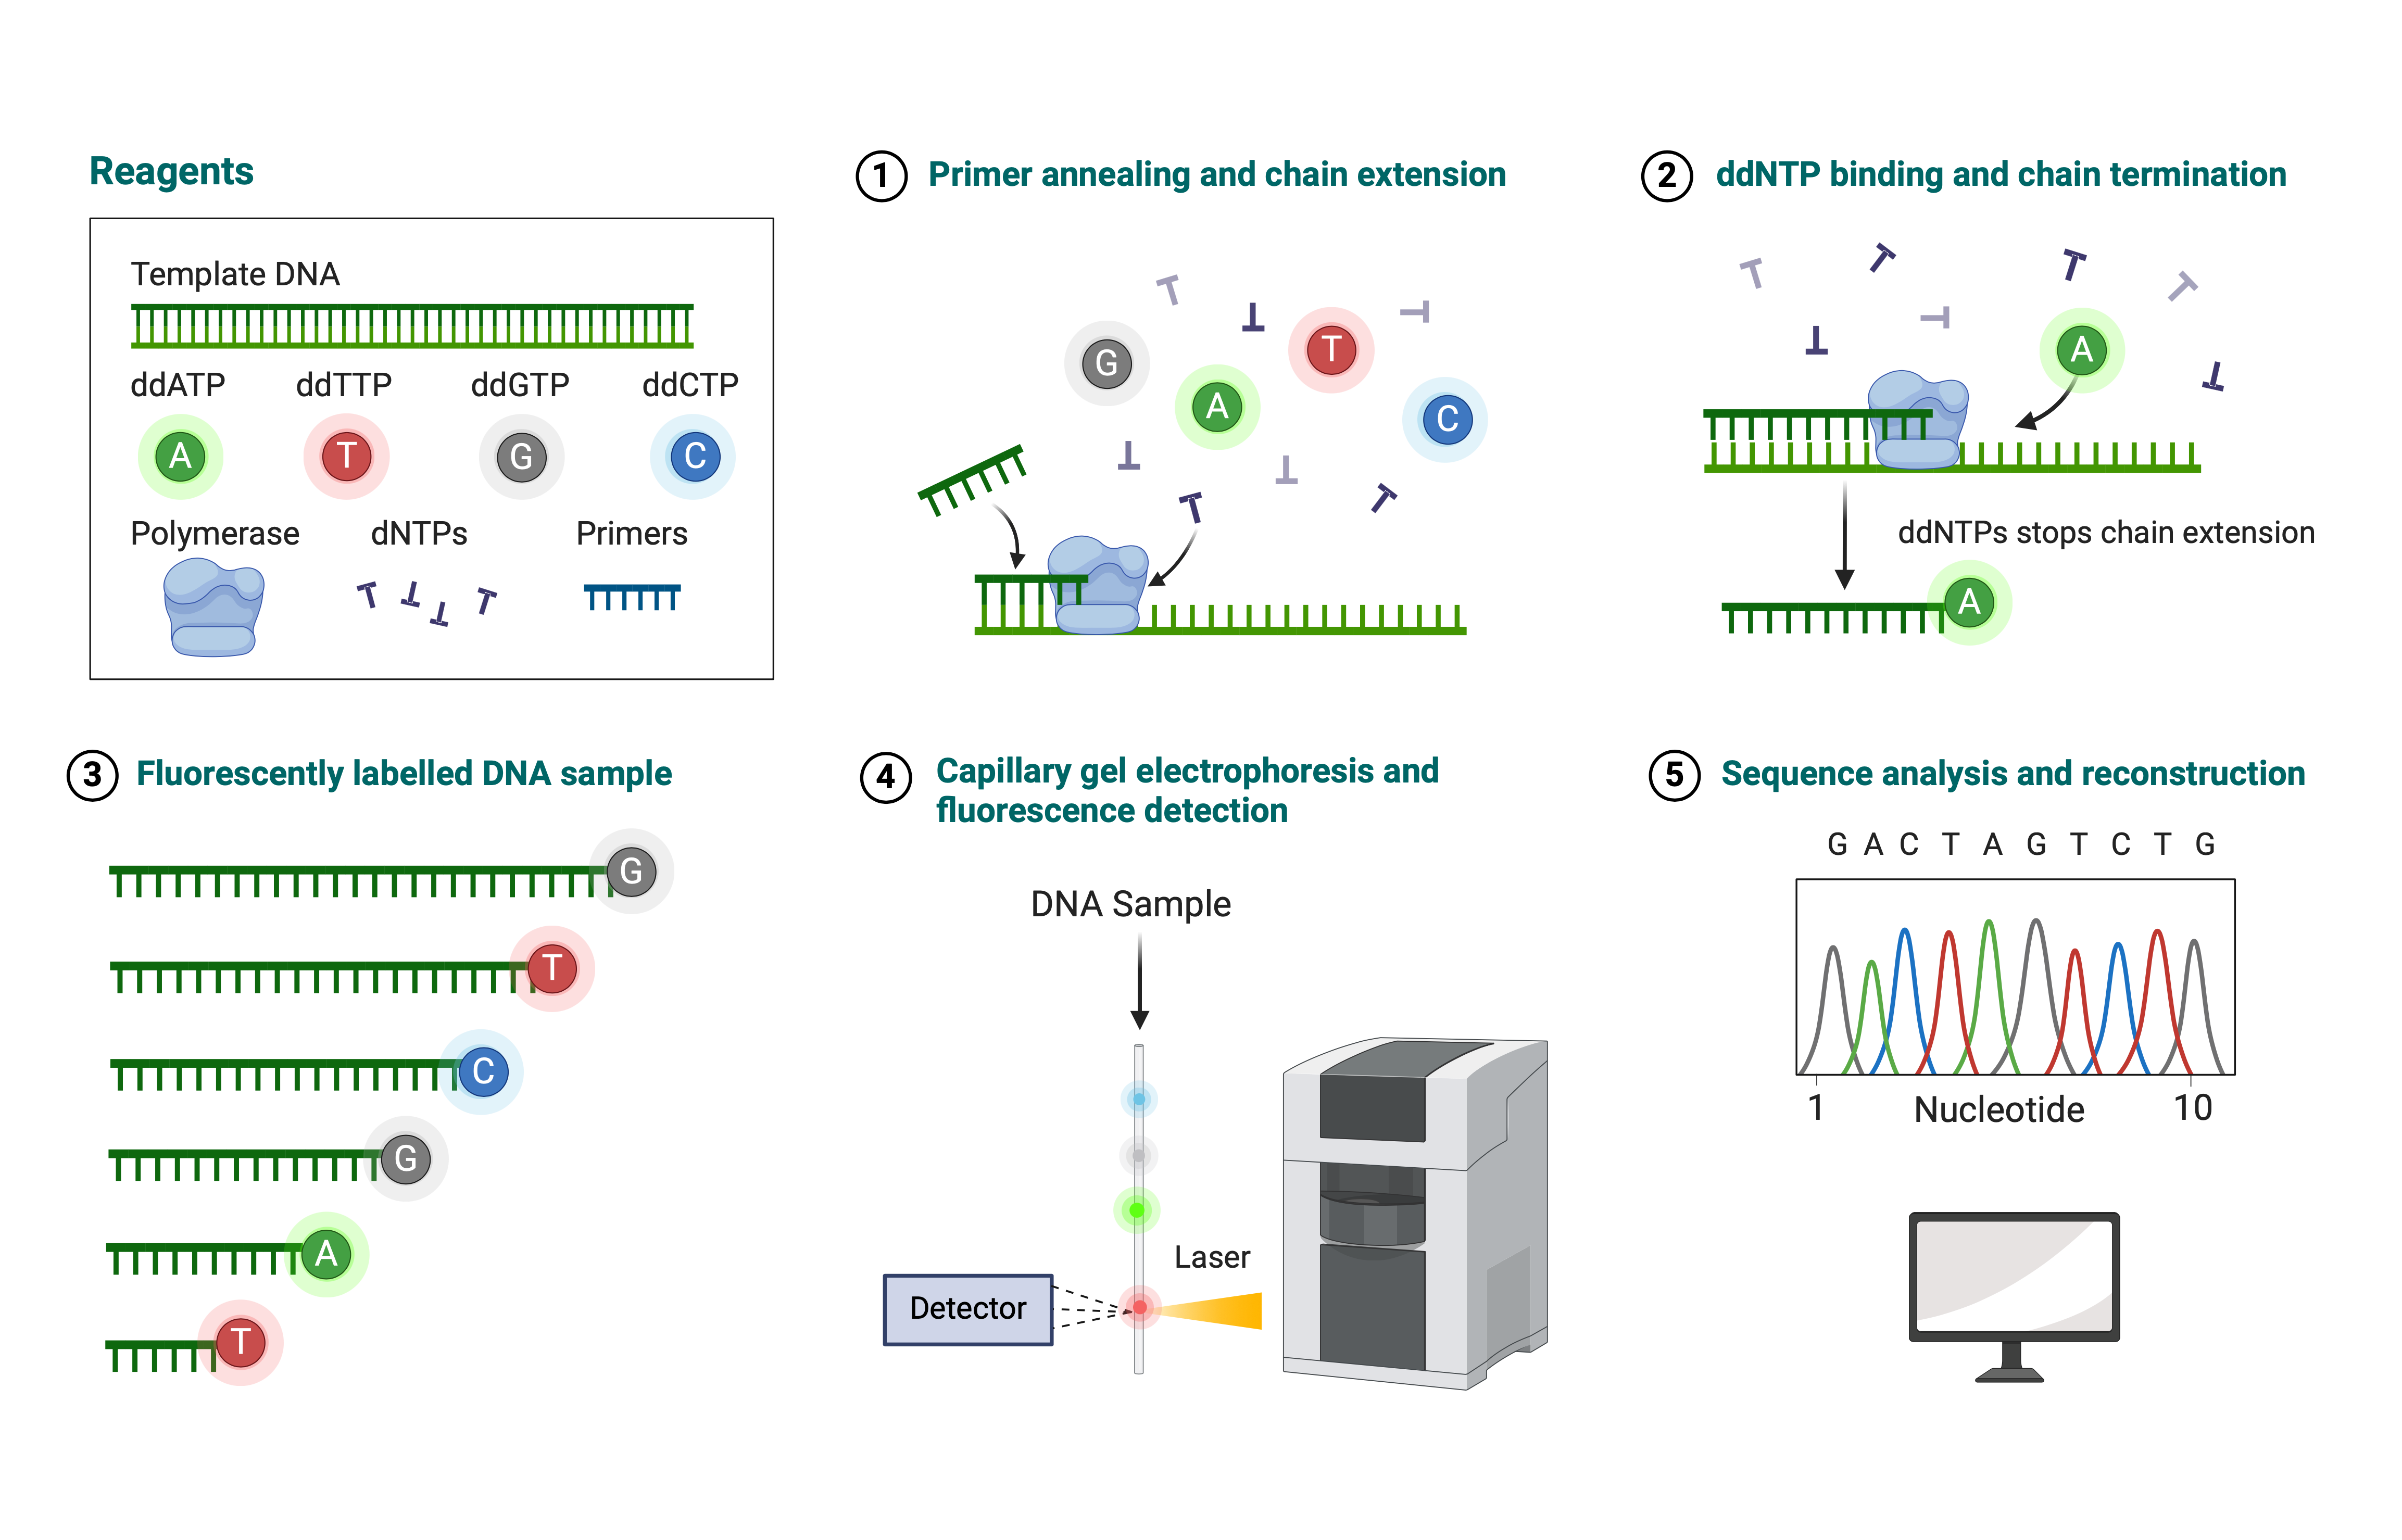 Reagents
Template DNA
ddATP ddTTP ddGTP ddCTP
A T G C
Polymerase dNTPs Primers
1 Primer annealing and chain extension
G A T C
2 ddNTP binding and chain termination
A
ddNTPs stops chain extension
A
3 Fluorescently labelled DNA sample
G
T
C
G
A
T
4 Capillary gel electrophoresis and
fluorescence detection
DNA Sample
Laser
Detector
5 Sequence analysis and reconstruction
G A C T A G T C T G
1 Nucleotide 10